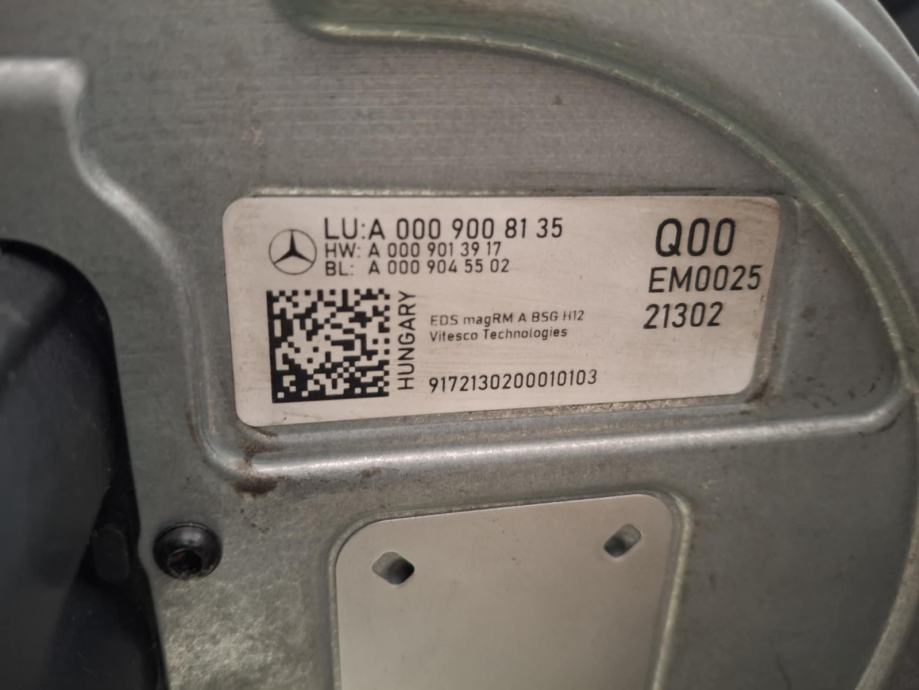 LU:A 000 900 81 35
HW: A 000 901 39 17
BL: A 000 904 55 02
Q00
EM0025
21302
HUNGARY
EDS magRM A BSG H12
Vitesco Technologies
9172130200010103